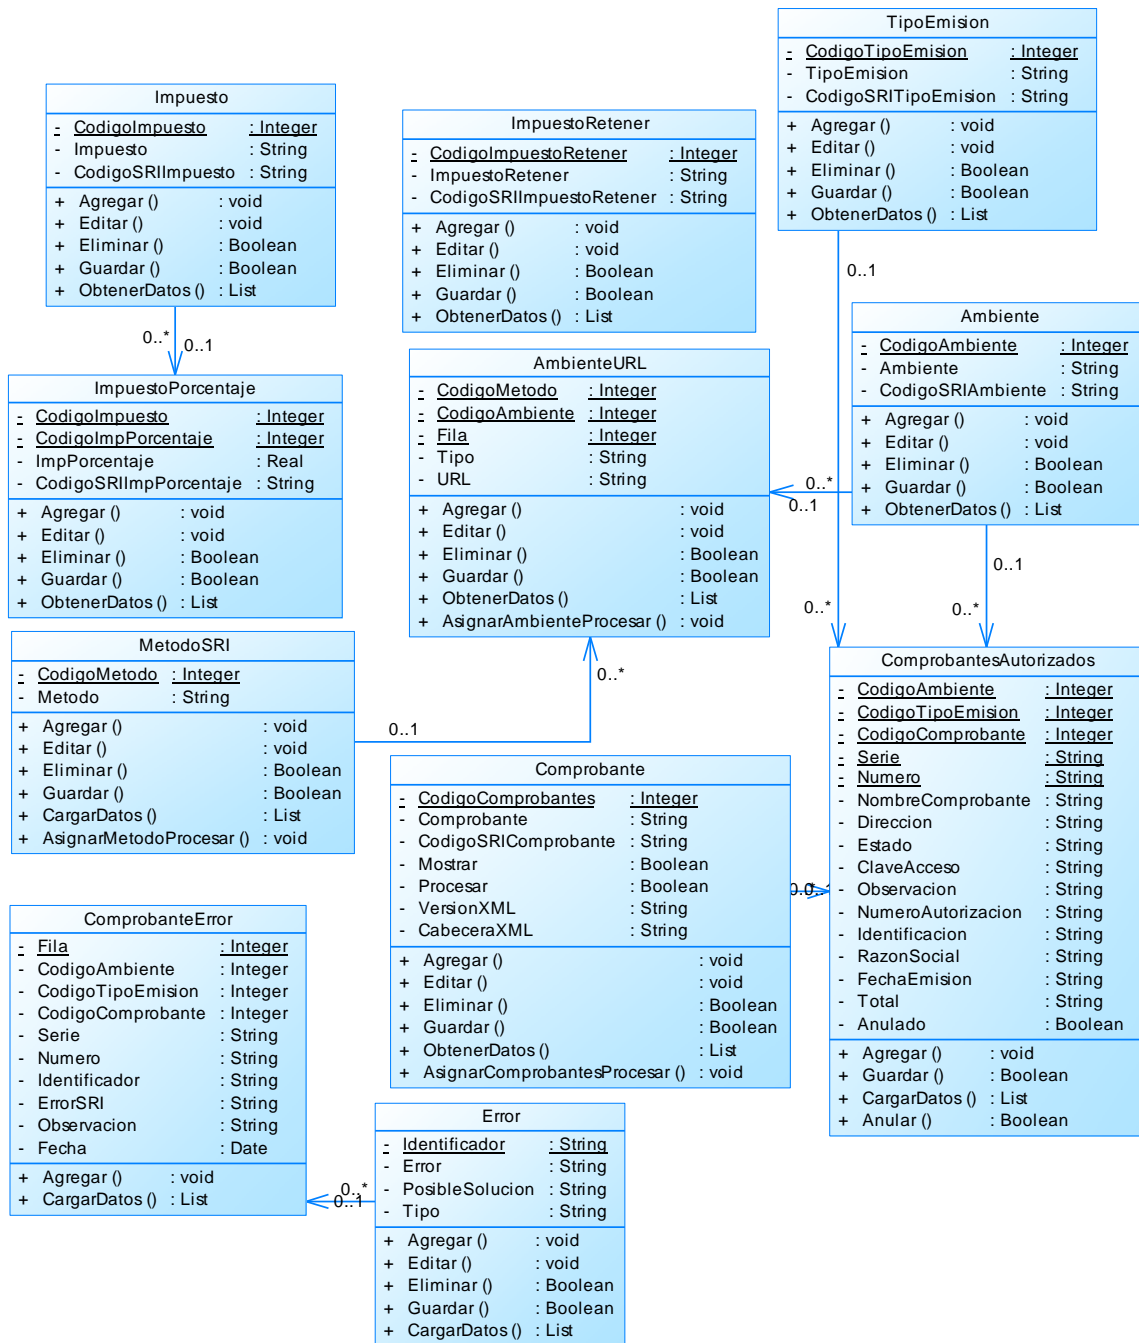 TipoEmision
- CodigoTipoEmision : Integer
- TipoEmision : String
- CodigoSRITipoEmision : String
+ Agregar () : void
+ Editar () : void
+ Eliminar () : Boolean
+ Guardar () : Boolean
+ ObtenerDatos () : List
0..1
0..*
Impuesto
- CodigoImpuesto : Integer
- Impuesto : String
- CodigoSRIImpuesto : String
+ Agregar () : void
+ Editar () : void
+ Eliminar () : Boolean
+ Guardar () : Boolean
+ ObtenerDatos () : List
0..*
0..1
ImpuestoRetener
- CodigoImpuestoRetener : Integer
- ImpuestoRetener : String
- CodigoSRIImpuestoRetener : String
+ Agregar () : void
+ Editar () : void
+ Eliminar () : Boolean
+ Guardar () : Boolean
+ ObtenerDatos () : List
Ambiente
- CodigoAmbiente : Integer
- Ambiente : String
- CodigoSRIAmbiente : String
+ Agregar () : void
+ Editar () : void
+ Eliminar () : Boolean
+ Guardar () : Boolean
+ ObtenerDatos () : List
0..*
0..1
0..1
0..*
ImpuestoPorcentaje
- CodigoImpuesto : Integer
- CodigoImpPorcentaje : Integer
- ImpPorcentaje : Real
- CodigoSRIImpPorcentaje : String
+ Agregar () : void
+ Editar () : void
+ Eliminar () : Boolean
+ Guardar () : Boolean
+ ObtenerDatos () : List
AmbienteURL
- CodigoMetodo : Integer
- CodigoAmbiente : Integer
- Fila : Integer
- Tipo : String
- URL : String
+ Agregar () : void
+ Editar () : void
+ Eliminar () : Boolean
+ Guardar () : Boolean
+ ObtenerDatos () : List
+ AsignarAmbienteProcesar () : void
0..*
0..1
MetodoSRI
- CodigoMetodo : Integer
- Metodo : String
+ Agregar () : void
+ Editar () : void
+ Eliminar () : Boolean
+ Guardar () : Boolean
+ CargarDatos () : List
+ AsignarMetodoProcesar () : void
ComprobantesAutorizados
- CodigoAmbiente : Integer
- CodigoTipoEmision : Integer
- CodigoComprobante : Integer
- Serie : String
- Numero : String
- NombreComprobante : String
- Direccion : String
- Estado : String
- ClaveAcceso : String
- Observacion : String
- NumeroAutorizacion : String
- Identificacion : String
- RazonSocial : String
- FechaEmision : String
- Total : String
- Anulado : Boolean
+ Agregar () : void
+ Guardar () : Boolean
+ CargarDatos () : List
+ Anular () : Boolean
Comprobante
- CodigoComprobantes : Integer
- Comprobante : String
- CodigoSRIComprobante : String
- Mostrar : Boolean
- Procesar : Boolean
- VersionXML : String
- CabeceraXML : String
+ Agregar () : void
+ Editar () : void
+ Eliminar () : Boolean
+ Guardar () : Boolean
+ ObtenerDatos () : List
+ AsignarComprobantesProcesar () : void
ComprobanteError
- Fila : Integer
- CodigoAmbiente : Integer
- CodigoTipoEmision : Integer
- CodigoComprobante : Integer
- Serie : String
- Numero : String
- Identificador : String
- ErrorSRI : String
- Observacion : String
- Fecha : Date
+ Agregar () : void
+ CargarDatos () : List
0..*
0..1
Error
- Identificador : String
- Error : String
- PosibleSolucion : String
- Tipo : String
+ Agregar () : void
+ Editar () : void
+ Eliminar () : Boolean
+ Guardar () : Boolean
+ CargarDatos () : List